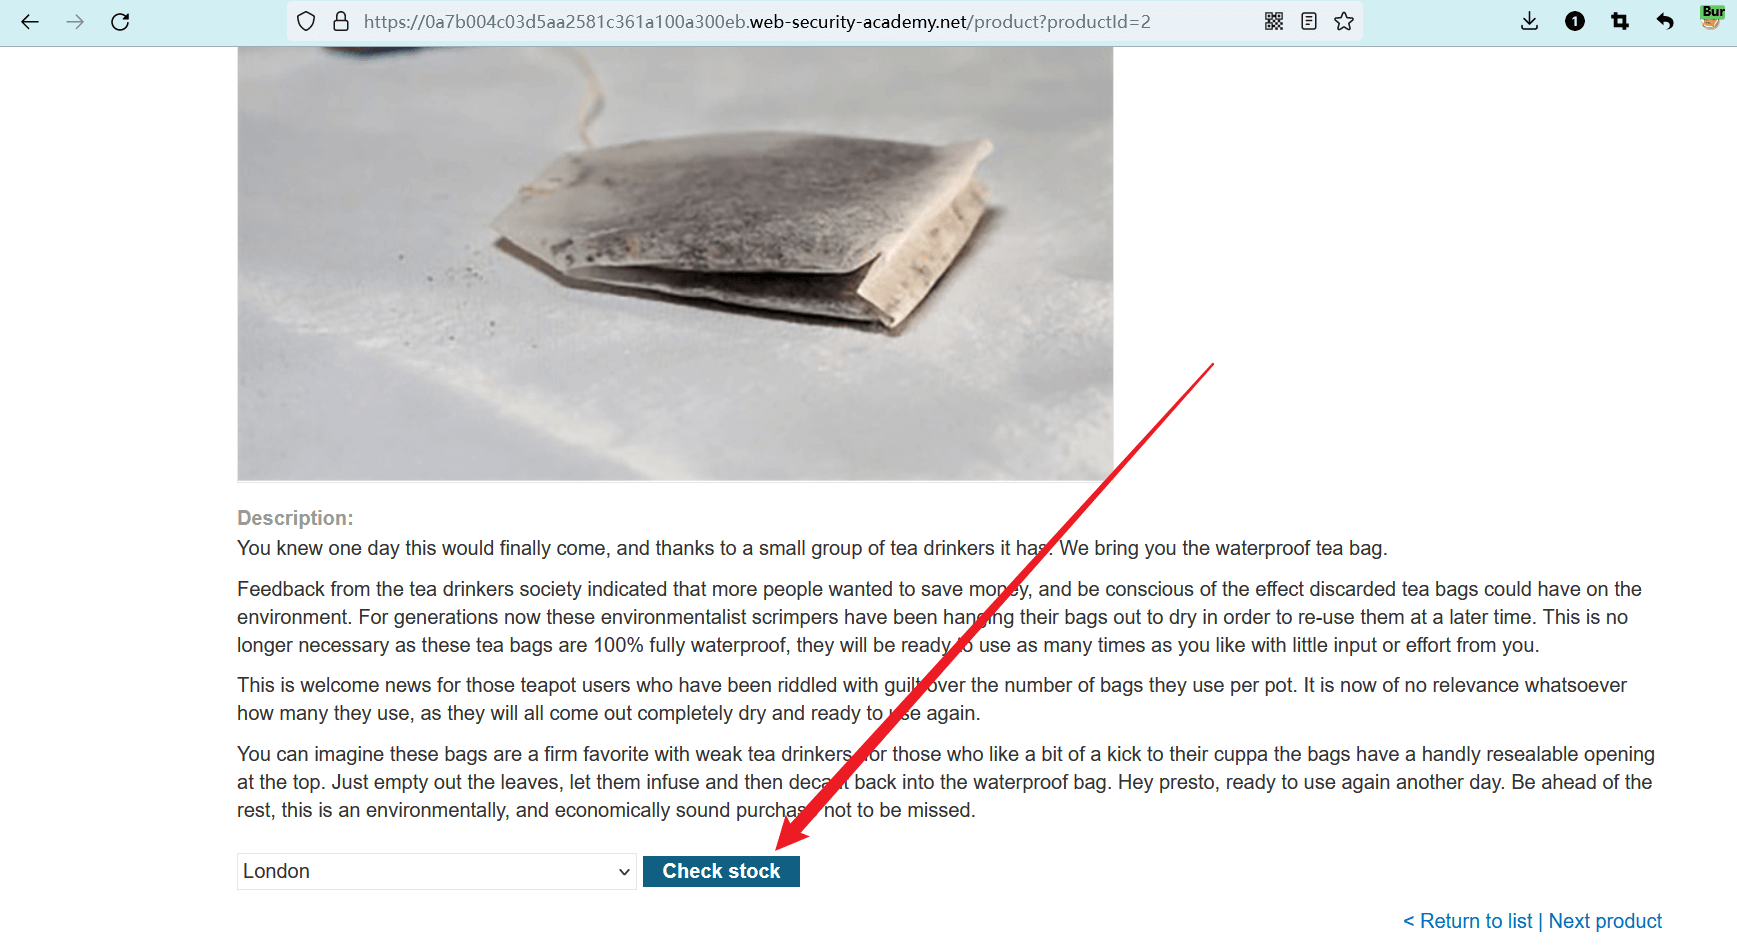 https://0a7b004c03d5aa2581c361a100a300eb.web-security-academy.net/product?productId=2
1
Bur
Description:
You knew one day this would finally come, and thanks to a small group of tea drinkers it has. We bring you the waterproof tea bag.
Feedback from the tea drinkers society indicated that more people wanted to save money, and be conscious of the effect discarded tea bags could have on the
environment. For generations now these environmentalist scrimpers have been hanging their bags out to dry in order to re-use them at a later time. This is no
longer necessary as these tea bags are 100% fully waterproof, they will be ready to use as many times as you like with little input or effort from you.
This is welcome news for those teapot users who have been riddled with guilt over the number of bags they use per pot. It is now of no relevance whatsoever
how many they use, as they will all come out completely dry and ready to use again.
You can imagine these bags are a firm favorite with weak tea drinkers, for those who like a bit of a kick to their cuppa the bags have a handly resealable opening
at the top. Just empty out the leaves, let them infuse and then decant back into the waterproof bag. Hey presto, ready to use again another day. Be ahead of the
rest, this is an environmentally, and economically sound purchase not to be missed.
London
Check stock
< Return to list | Next product